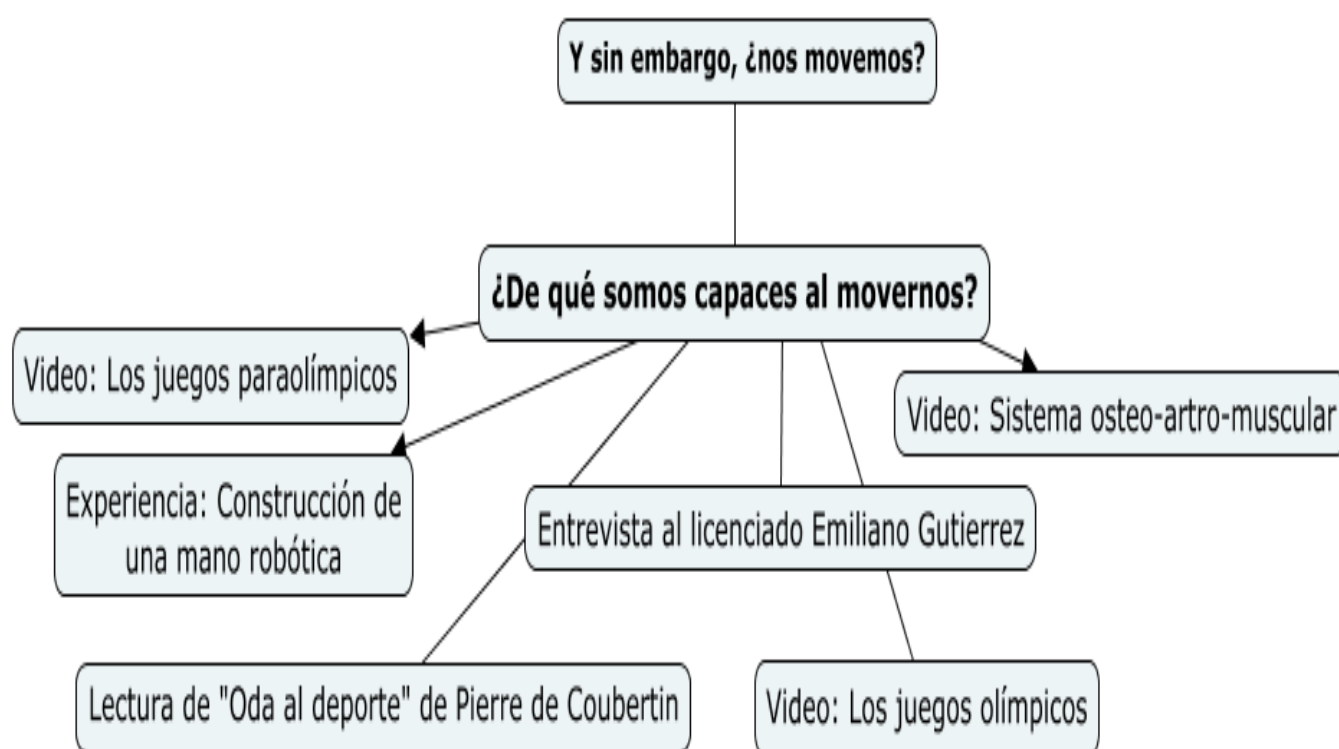 Y sin embargo, ¿nos movemos?
¿De qué somos capaces al movernos?
Video: Los juegos paraolímpicos
Video: Sistema osteo-artro-muscular
Experiencia: Construcción de
una mano robótica
Entrevista al licenciado Emiliano Gutierrez
Lectura de "Oda al deporte" de Pierre de Coubertin
Video: Los juegos olímpicos